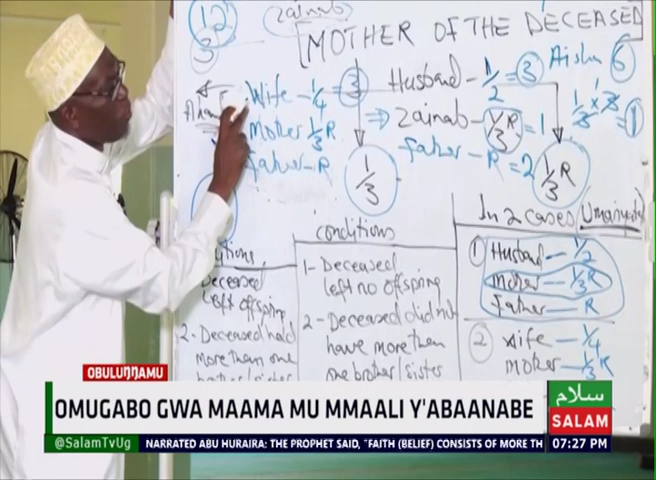 12
3
zainab
[MOTHER OF THE DECEASED]
Wife - 1/4 = 3
Mother 1/3 R
Father - R
Husband - 1/2 = 3
Aisha 6
⇒ zainab - 1/3 R = 1
1/3 × 3 = 1
Father - R = 2
1/3
1/3 R
conditions
1- Deceased
left no offspring
2- Deceased did not
have more than
one brother/sister
Deceased
left offspring
2- Deceased had
more than one
brother/sister
In 2 cases
1 Husband - 1/2
Mother - 1/3 R
Father - R
2 wife - 1/4
mother - 1/3 R
OBULUŊŊAMU
OMUGABO GWA MAAMA MU MMAALI Y'ABAANABE
سلام
SALAM
@SalamTvUg
NARRATED ABU HURAIRA: THE PROPHET SAID, "FAITH (BELIEF) CONSISTS OF MORE TH
07:27 PM